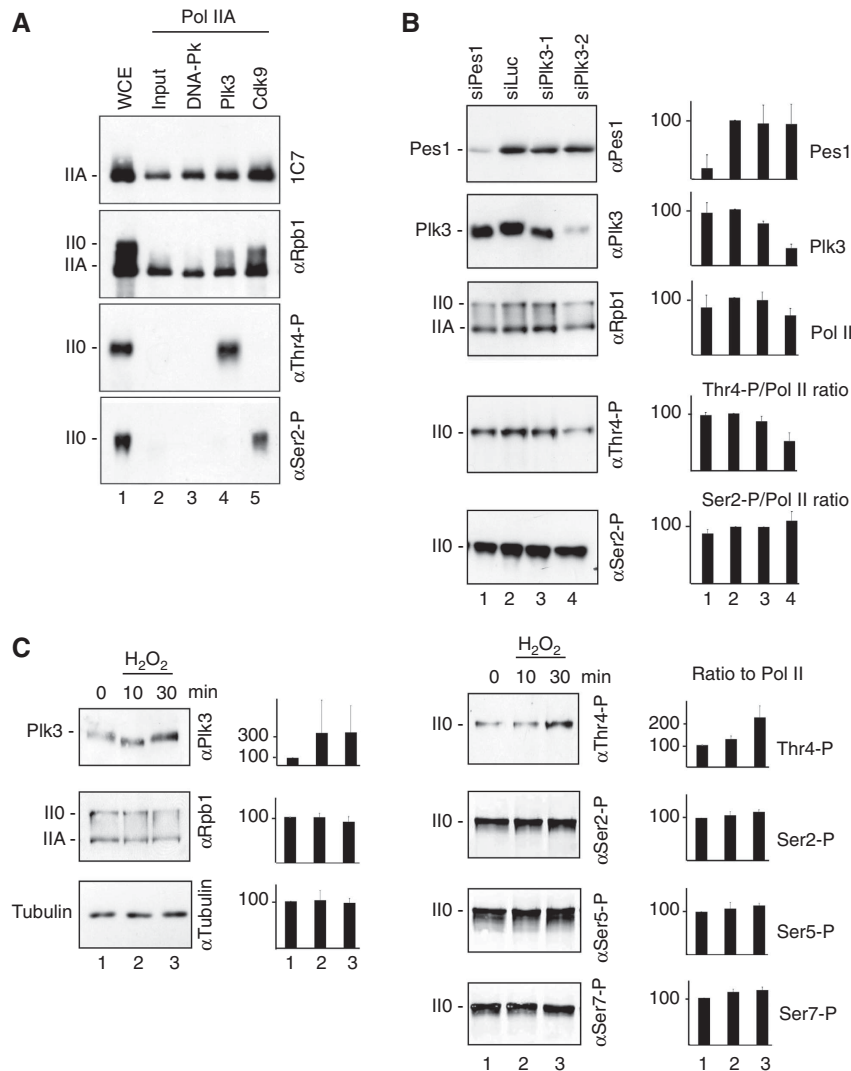 A
Pol IIA
WCE
Input
DNA-Pk
Plk3
Cdk9
IIA -
1C7
II0 -
IIA -
αRpb1
II0 -
αThr4-P
II0 -
αSer2-P
1 2 3 4 5
B
siPes1
siLuc
siPlk3-1
siPlk3-2
Pes1 -
αPes1
100
Pes1
Plk3 -
αPlk3
100
Plk3
II0 -
IIA -
αRpb1
100
Pol II
Thr4-P/Pol II ratio
II0 -
αThr4-P
100
Ser2-P/Pol II ratio
II0 -
αSer2-P
100
1 2 3 4
1 2 3 4
C
H₂O₂
0 10 30 min
Plk3 -
αPlk3
300
100
II0 -
IIA -
αRpb1
100
Tubulin
αTubulin
100
1 2 3
1 2 3
H₂O₂
0 10 30 min
Ratio to Pol II
II0 -
αThr4-P
200
100
Thr4-P
II0 -
αSer2-P
100
Ser2-P
II0 -
αSer5-P
100
Ser5-P
II0 -
αSer7-P
100
Ser7-P
1 2 3
1 2 3